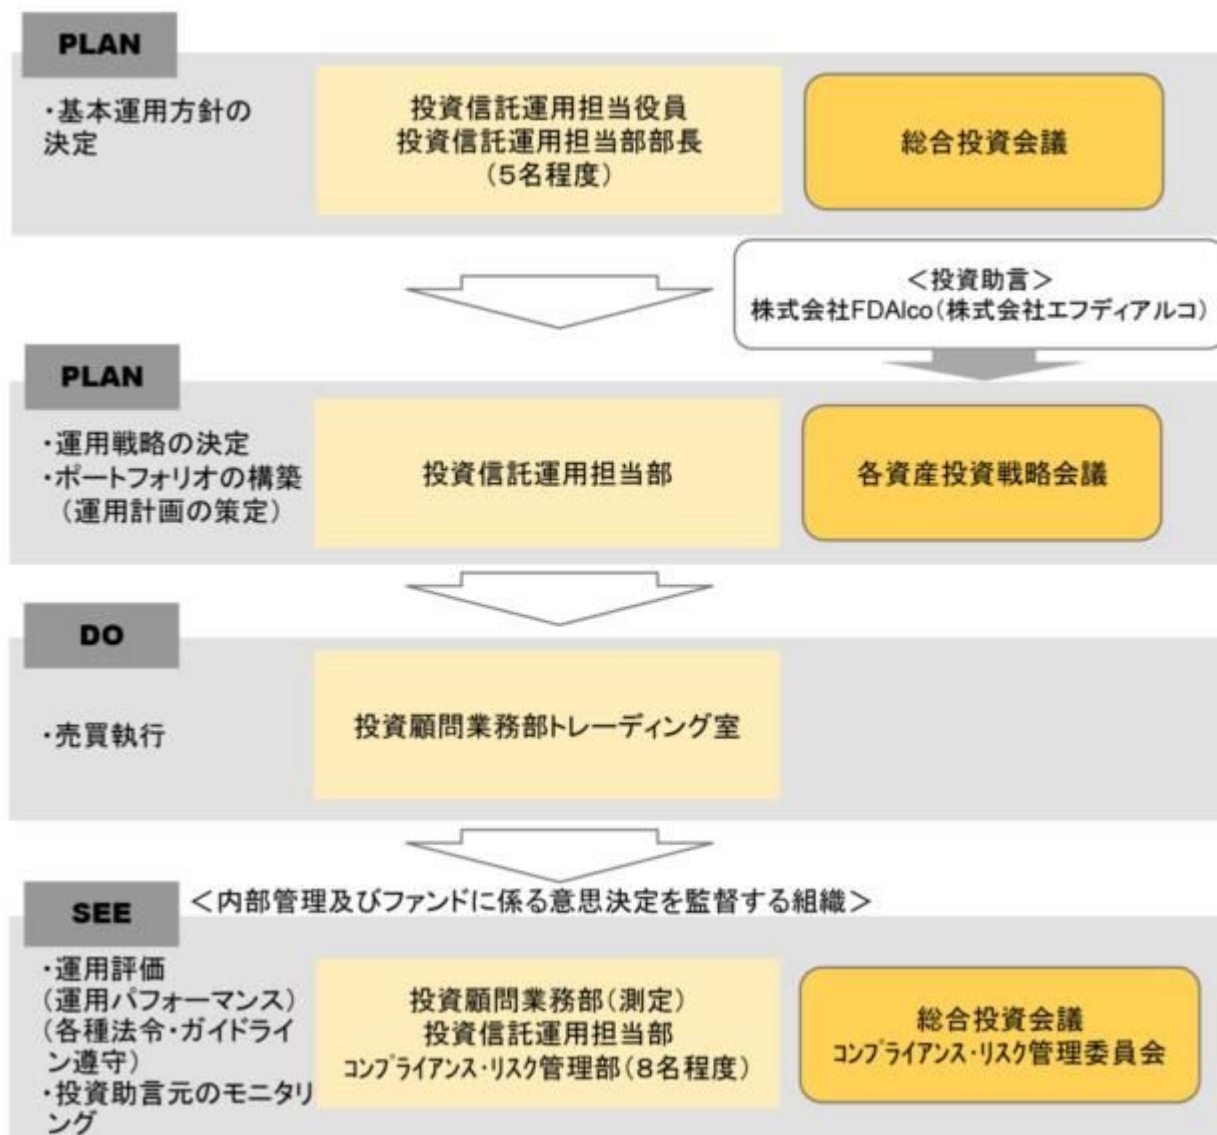 PLAN
・基本運用方針の
決定
投資信託運用担当役員
投資信託運用担当部部長
（５名程度）
総合投資会議
＜投資助言＞
株式会社FDAlco（株式会社エフディアルコ）
PLAN
・運用戦略の決定
・ポートフォリオの構築
（運用計画の策定）
投資信託運用担当部
各資産投資戦略会議
DO
・売買執行
投資顧問業務部トレーディング室
SEE
＜内部管理及びファンドに係る意思決定を監督する組織＞
・運用評価
（運用パフォーマンス）
（各種法令・ガイドライ
ン遵守）
・投資助言元のモニタリ
ング
投資顧問業務部（測定）
投資信託運用担当部
ｺﾝﾌﾟﾗｲｱﾝｽ・ﾘｽｸ管理部（８名程度）
総合投資会議
ｺﾝﾌﾟﾗｲｱﾝｽ・ﾘｽｸ管理委員会